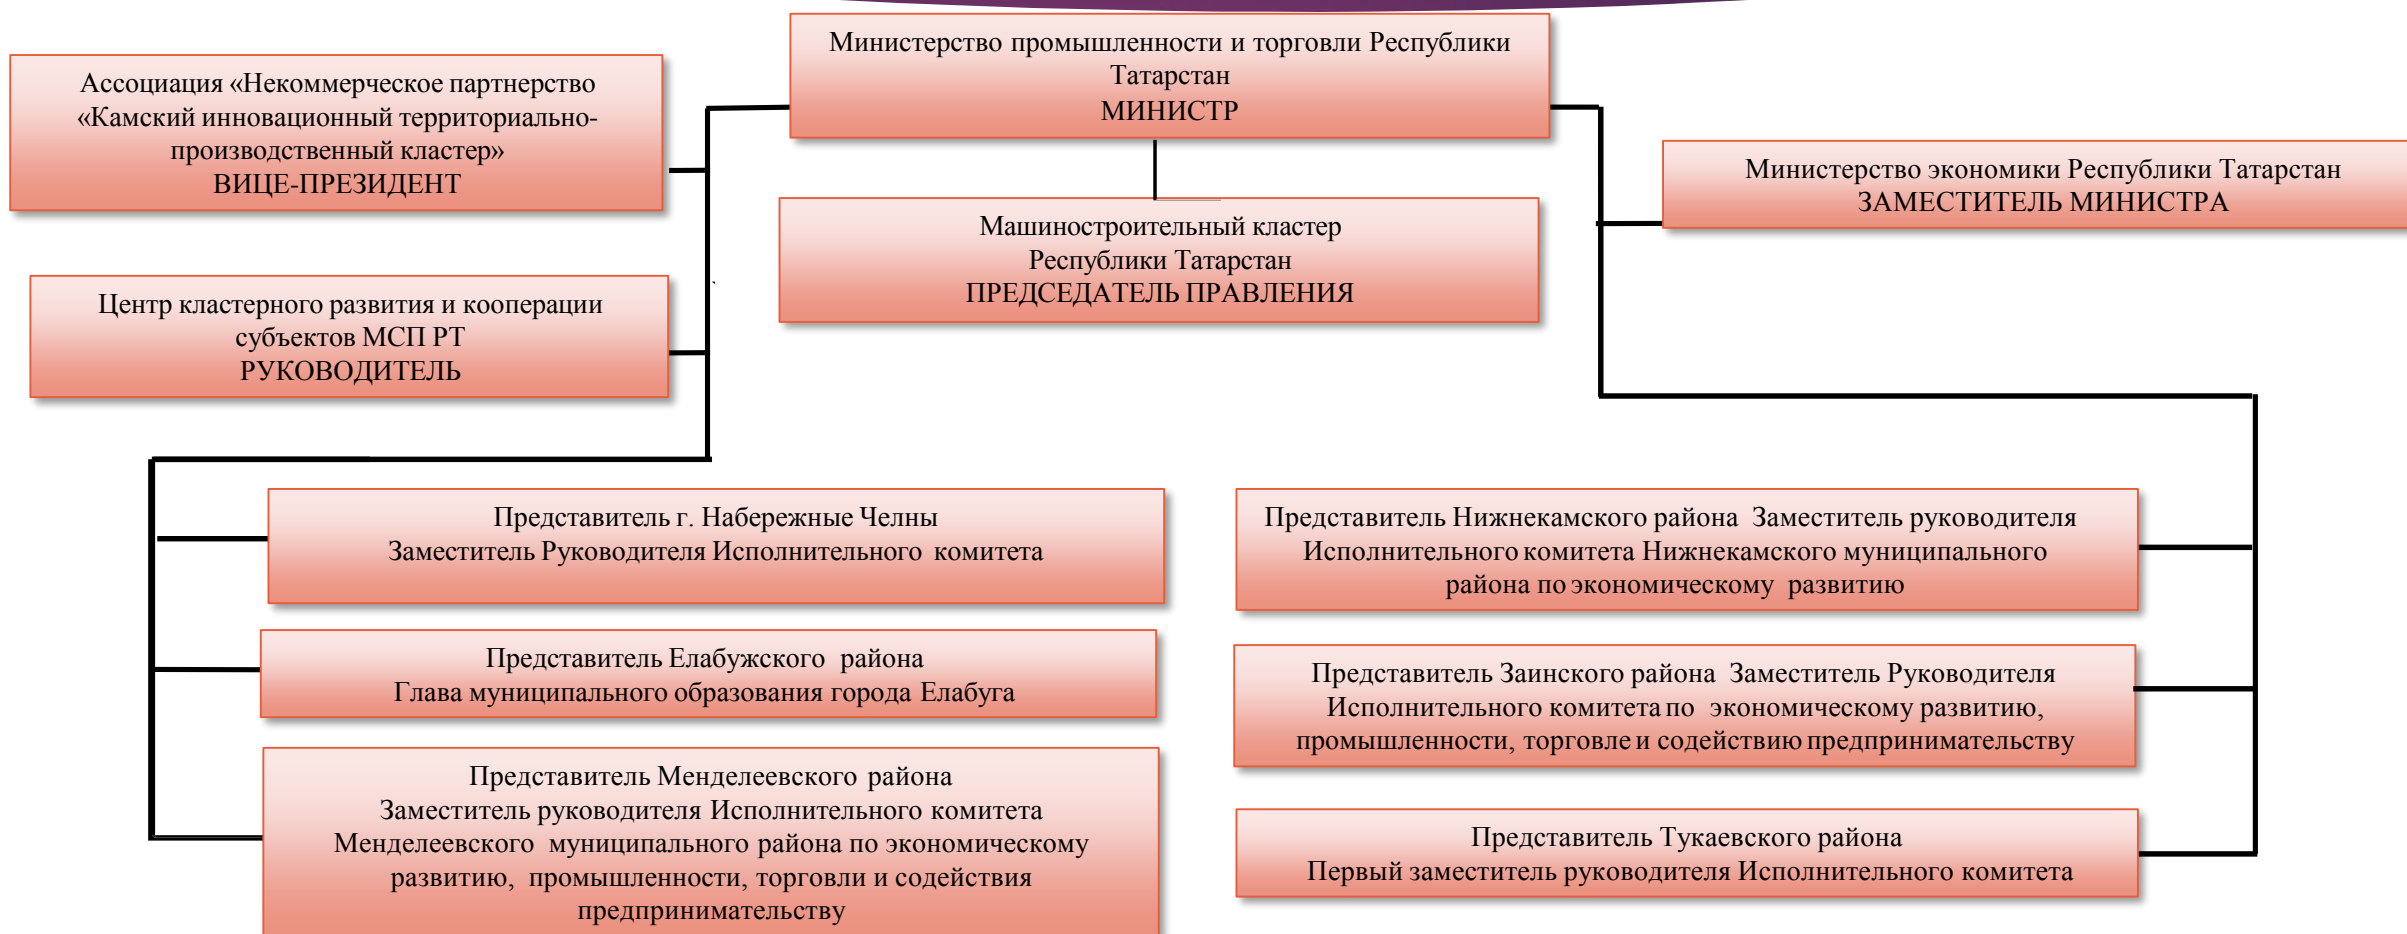 Министерство промышленности и торговли Республики
Татарстан
МИНИСТР
Ассоциация «Некоммерческое партнерство
«Камский инновационный территориально-
производственный кластер»
ВИЦЕ-ПРЕЗИДЕНТ
Министерство экономики Республики Татарстан
ЗАМЕСТИТЕЛЬ МИНИСТРА
Машиностроительный кластер
Республики Татарстан
ПРЕДСЕДАТЕЛЬ ПРАВЛЕНИЯ
Центр кластерного развития и кооперации
субъектов МСП РТ
РУКОВОДИТЕЛЬ
Представитель г. Набережные Челны
Заместитель Руководителя Исполнительного комитета
Представитель Елабужского района
Глава муниципального образования города Елабуга
Представитель Менделеевского района
Заместитель руководителя Исполнительного комитета
Менделеевского муниципального района по экономическому
развитию, промышленности, торговли и содействия
предпринимательству
Представитель Нижнекамского района Заместитель руководителя
Исполнительного комитета Нижнекамского муниципального
района по экономическому развитию
Представитель Заинского района Заместитель Руководителя
Исполнительного комитета по экономическому развитию,
промышленности, торговле и содействию предпринимательству
Представитель Тукаевского района
Первый заместитель руководителя Исполнительного комитета